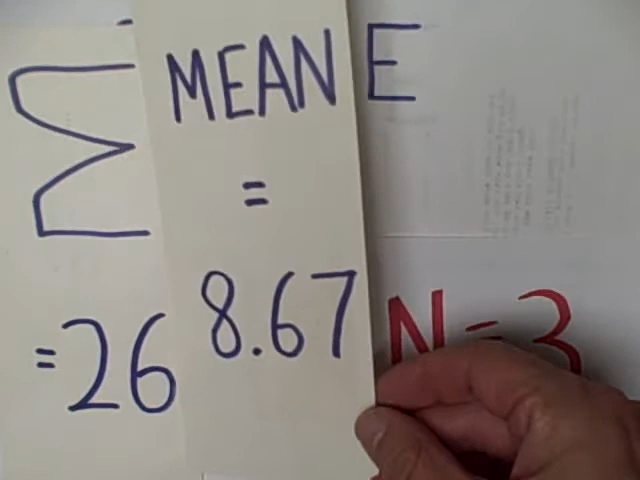 MEAN
=
8.67
Σ
= 26
E
N = 3